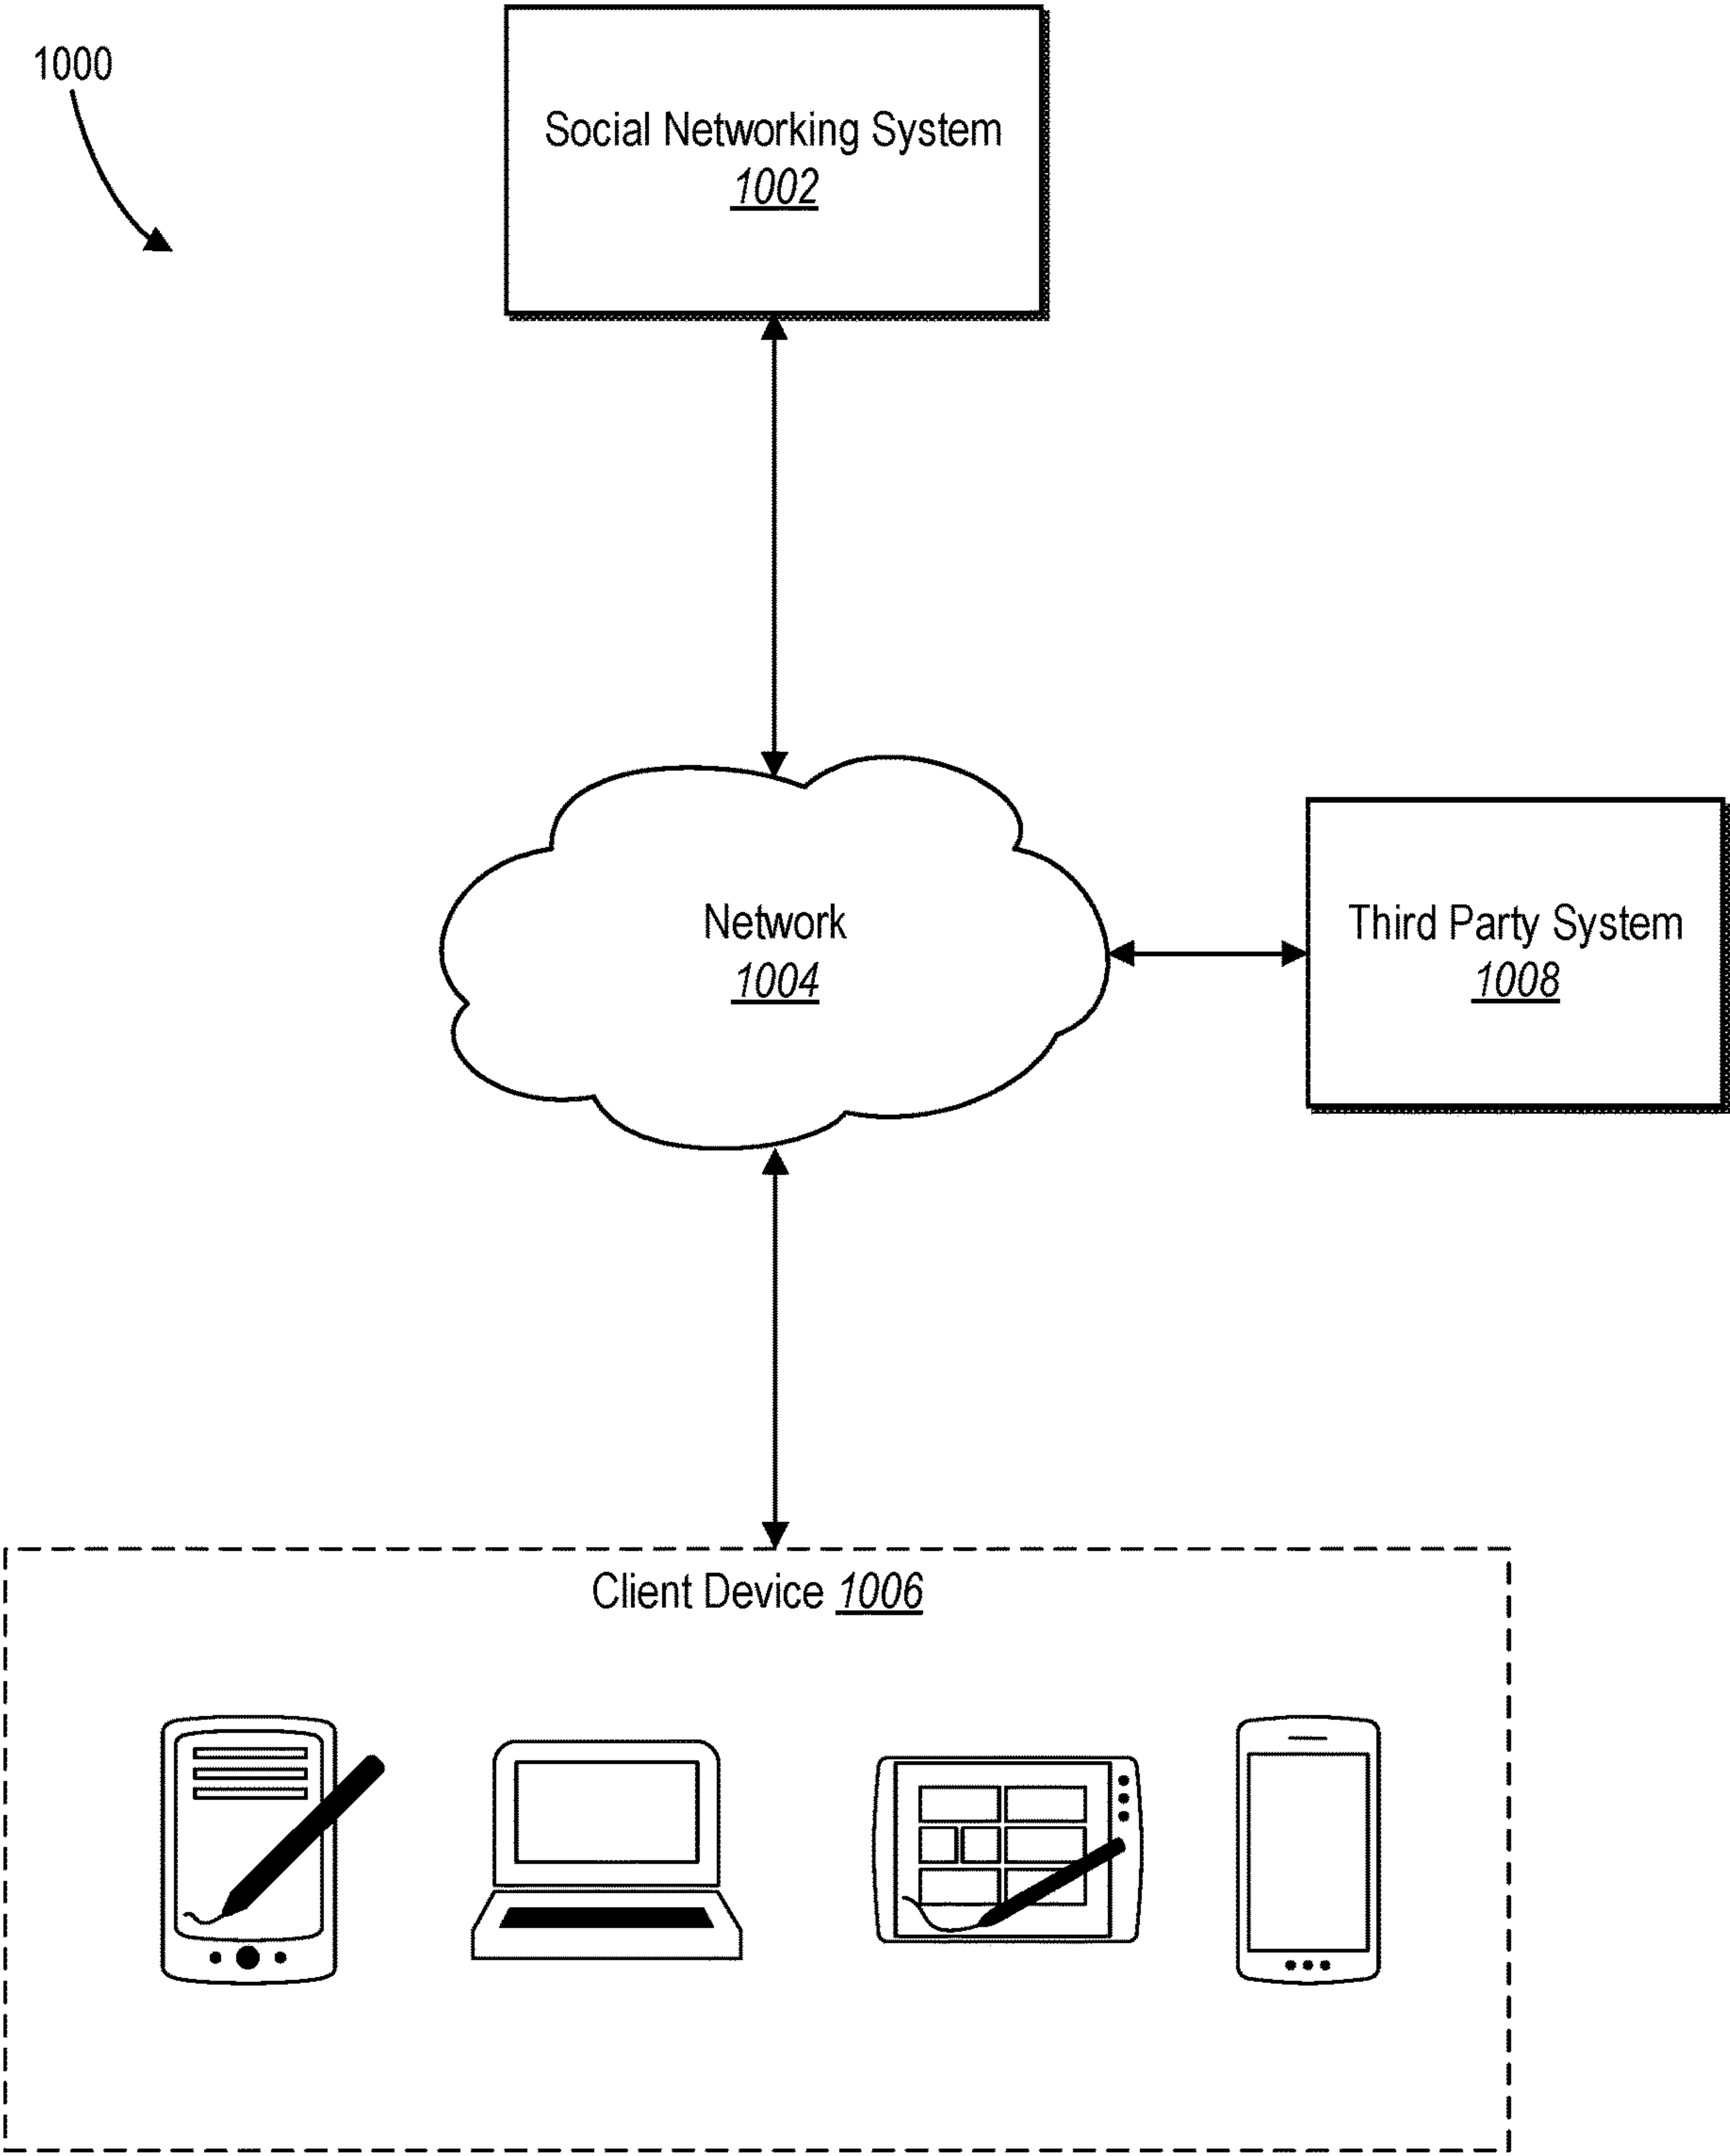 1000
Social Networking System
1002
Network
1004
Third Party System
1008
Client Device 1006